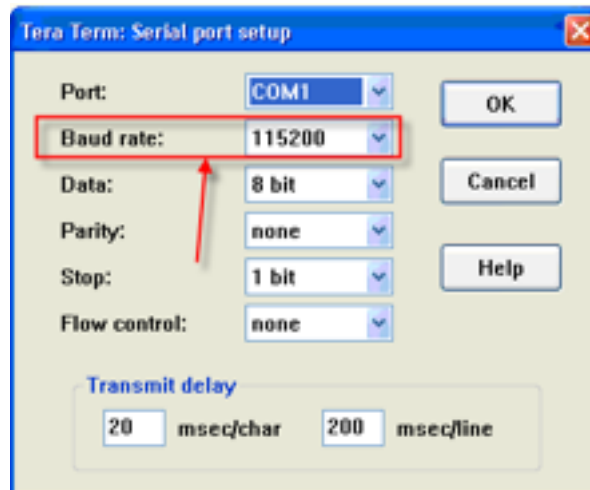 Tera Term: Serial port setup
Port: COM1 OK
Baud rate: 115200
Data: 8 bit Cancel
Parity: none
Stop: 1 bit Help
Flow control: none
Transmit delay
20 msec/char 200 msec/line